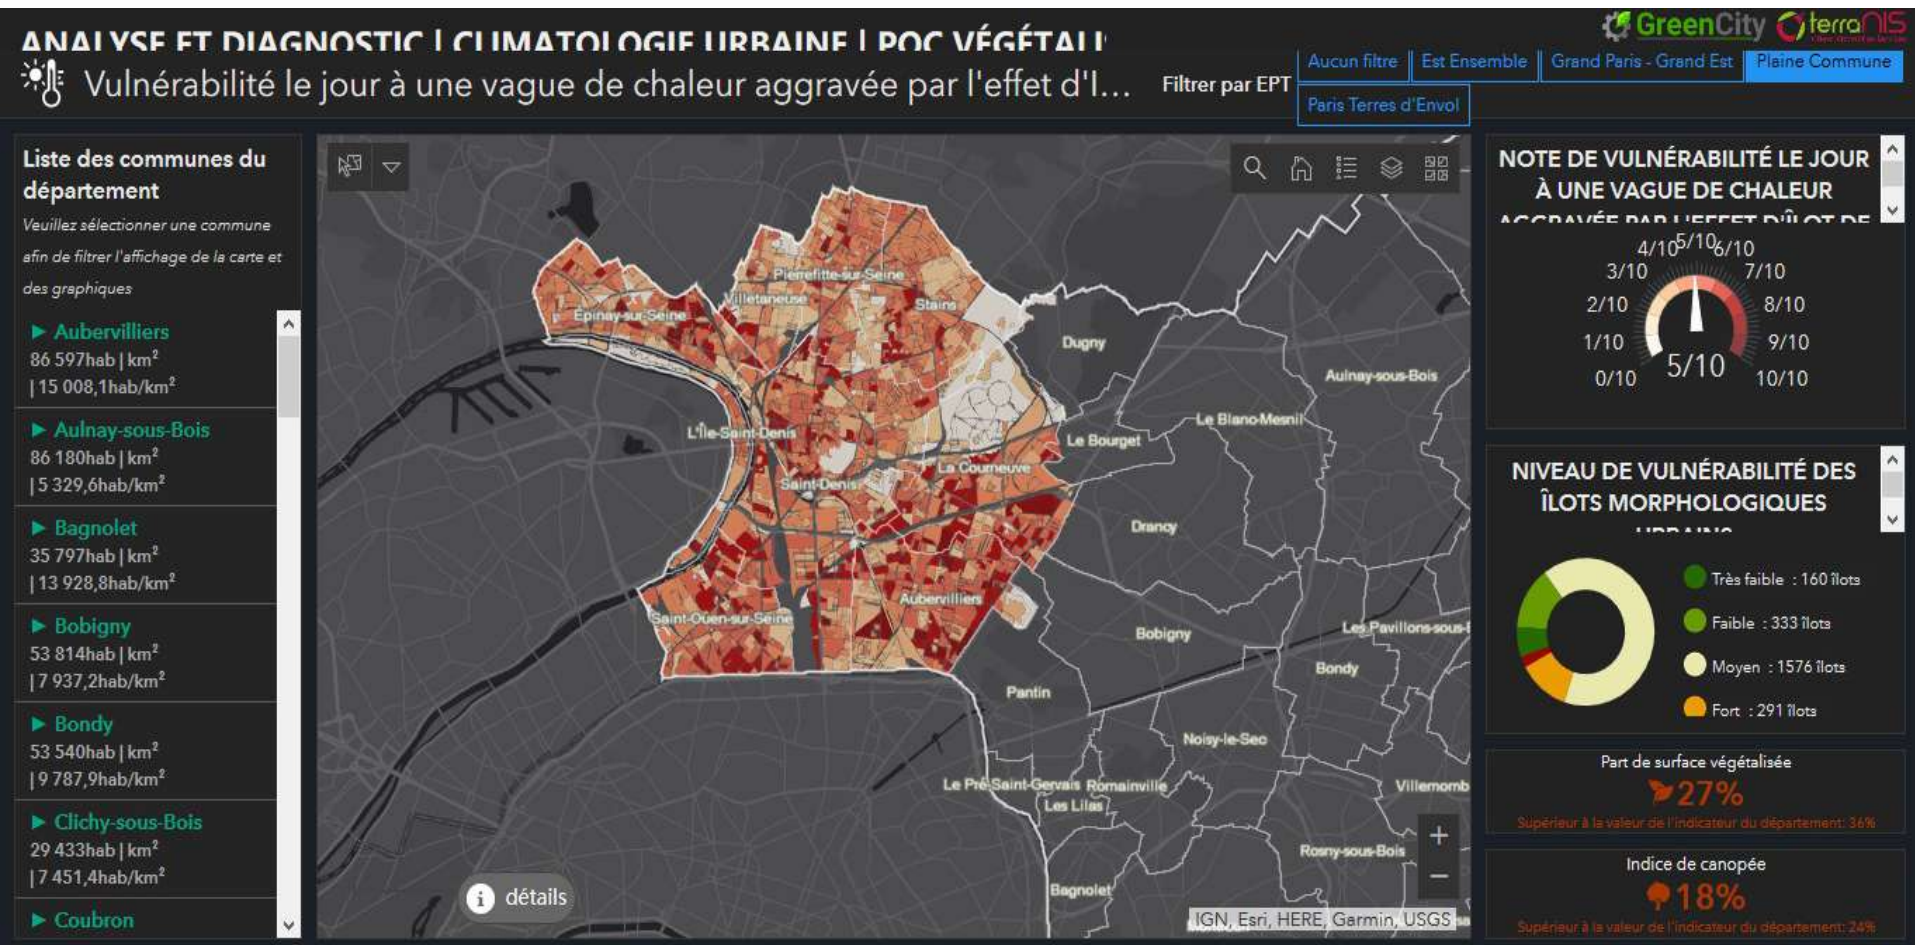 GreenCity terraNIS
ANALYSE ET DIAGNOSTIC | CLIMATOLOGIE URBAINE | POC VÉGÉTALI
Vulnérabilité le jour à une vague de chaleur aggravée par l'effet d'I...
Filtrer par EPT
Aucun filtre
Est Ensemble
Grand Paris - Grand Est
Plaine Commune
Paris Terres d'Envol
Liste des communes du
département
Veuillez sélectionner une commune
afin de filtrer l'affichage de la carte et
des graphiques
► Aubervilliers
86 597hab | km²
| 15 008,1hab/km²
► Aulnay-sous-Bois
86 180hab | km²
| 5 329,6hab/km²
► Bagnolet
35 797hab | km²
| 13 928,8hab/km²
► Bobigny
53 814hab | km²
| 7 937,2hab/km²
► Bondy
53 540hab | km²
| 9 787,9hab/km²
► Clichy-sous-Bois
29 433hab | km²
| 7 451,4hab/km²
► Coubron
Pierrefitte-sur-Seine
Villetaneuse
Stains
Epinay-sur-Seine
Dugny
Aulnay-sous-Bois
Le Blanc-Mesnil
L'Île-Saint-Denis
Le Bourget
La Courneuve
Saint-Denis
Drancy
Aubervilliers
Saint-Ouen-sur-Seine
Bobigny
Les Pavillons-sous-
Bondy
Pantin
Noisy-le-Sec
Le Pré-Saint-Gervais
Romainville
Villemomb
Les Lilas
Rosny-sous-Bois
Bagnolet
i détails
+
−
IGN, Esri, HERE, Garmin, USGS
NOTE DE VULNÉRABILITÉ LE JOUR
À UNE VAGUE DE CHALEUR
AGGRAVÉE PAR L'EFFET D'ÎLOT DE
4/10 5/10 6/10
3/10 7/10
2/10 8/10
1/10 9/10
0/10 5/10 10/10
NIVEAU DE VULNÉRABILITÉ DES
ÎLOTS MORPHOLOGIQUES
URBAINS
Très faible : 160 îlots
Faible : 333 îlots
Moyen : 1576 îlots
Fort : 291 îlots
Part de surface végétalisée
27%
Supérieur à la valeur de l'indicateur du département: 36%
Indice de canopée
18%
Supérieur à la valeur de l'indicateur du département: 24%